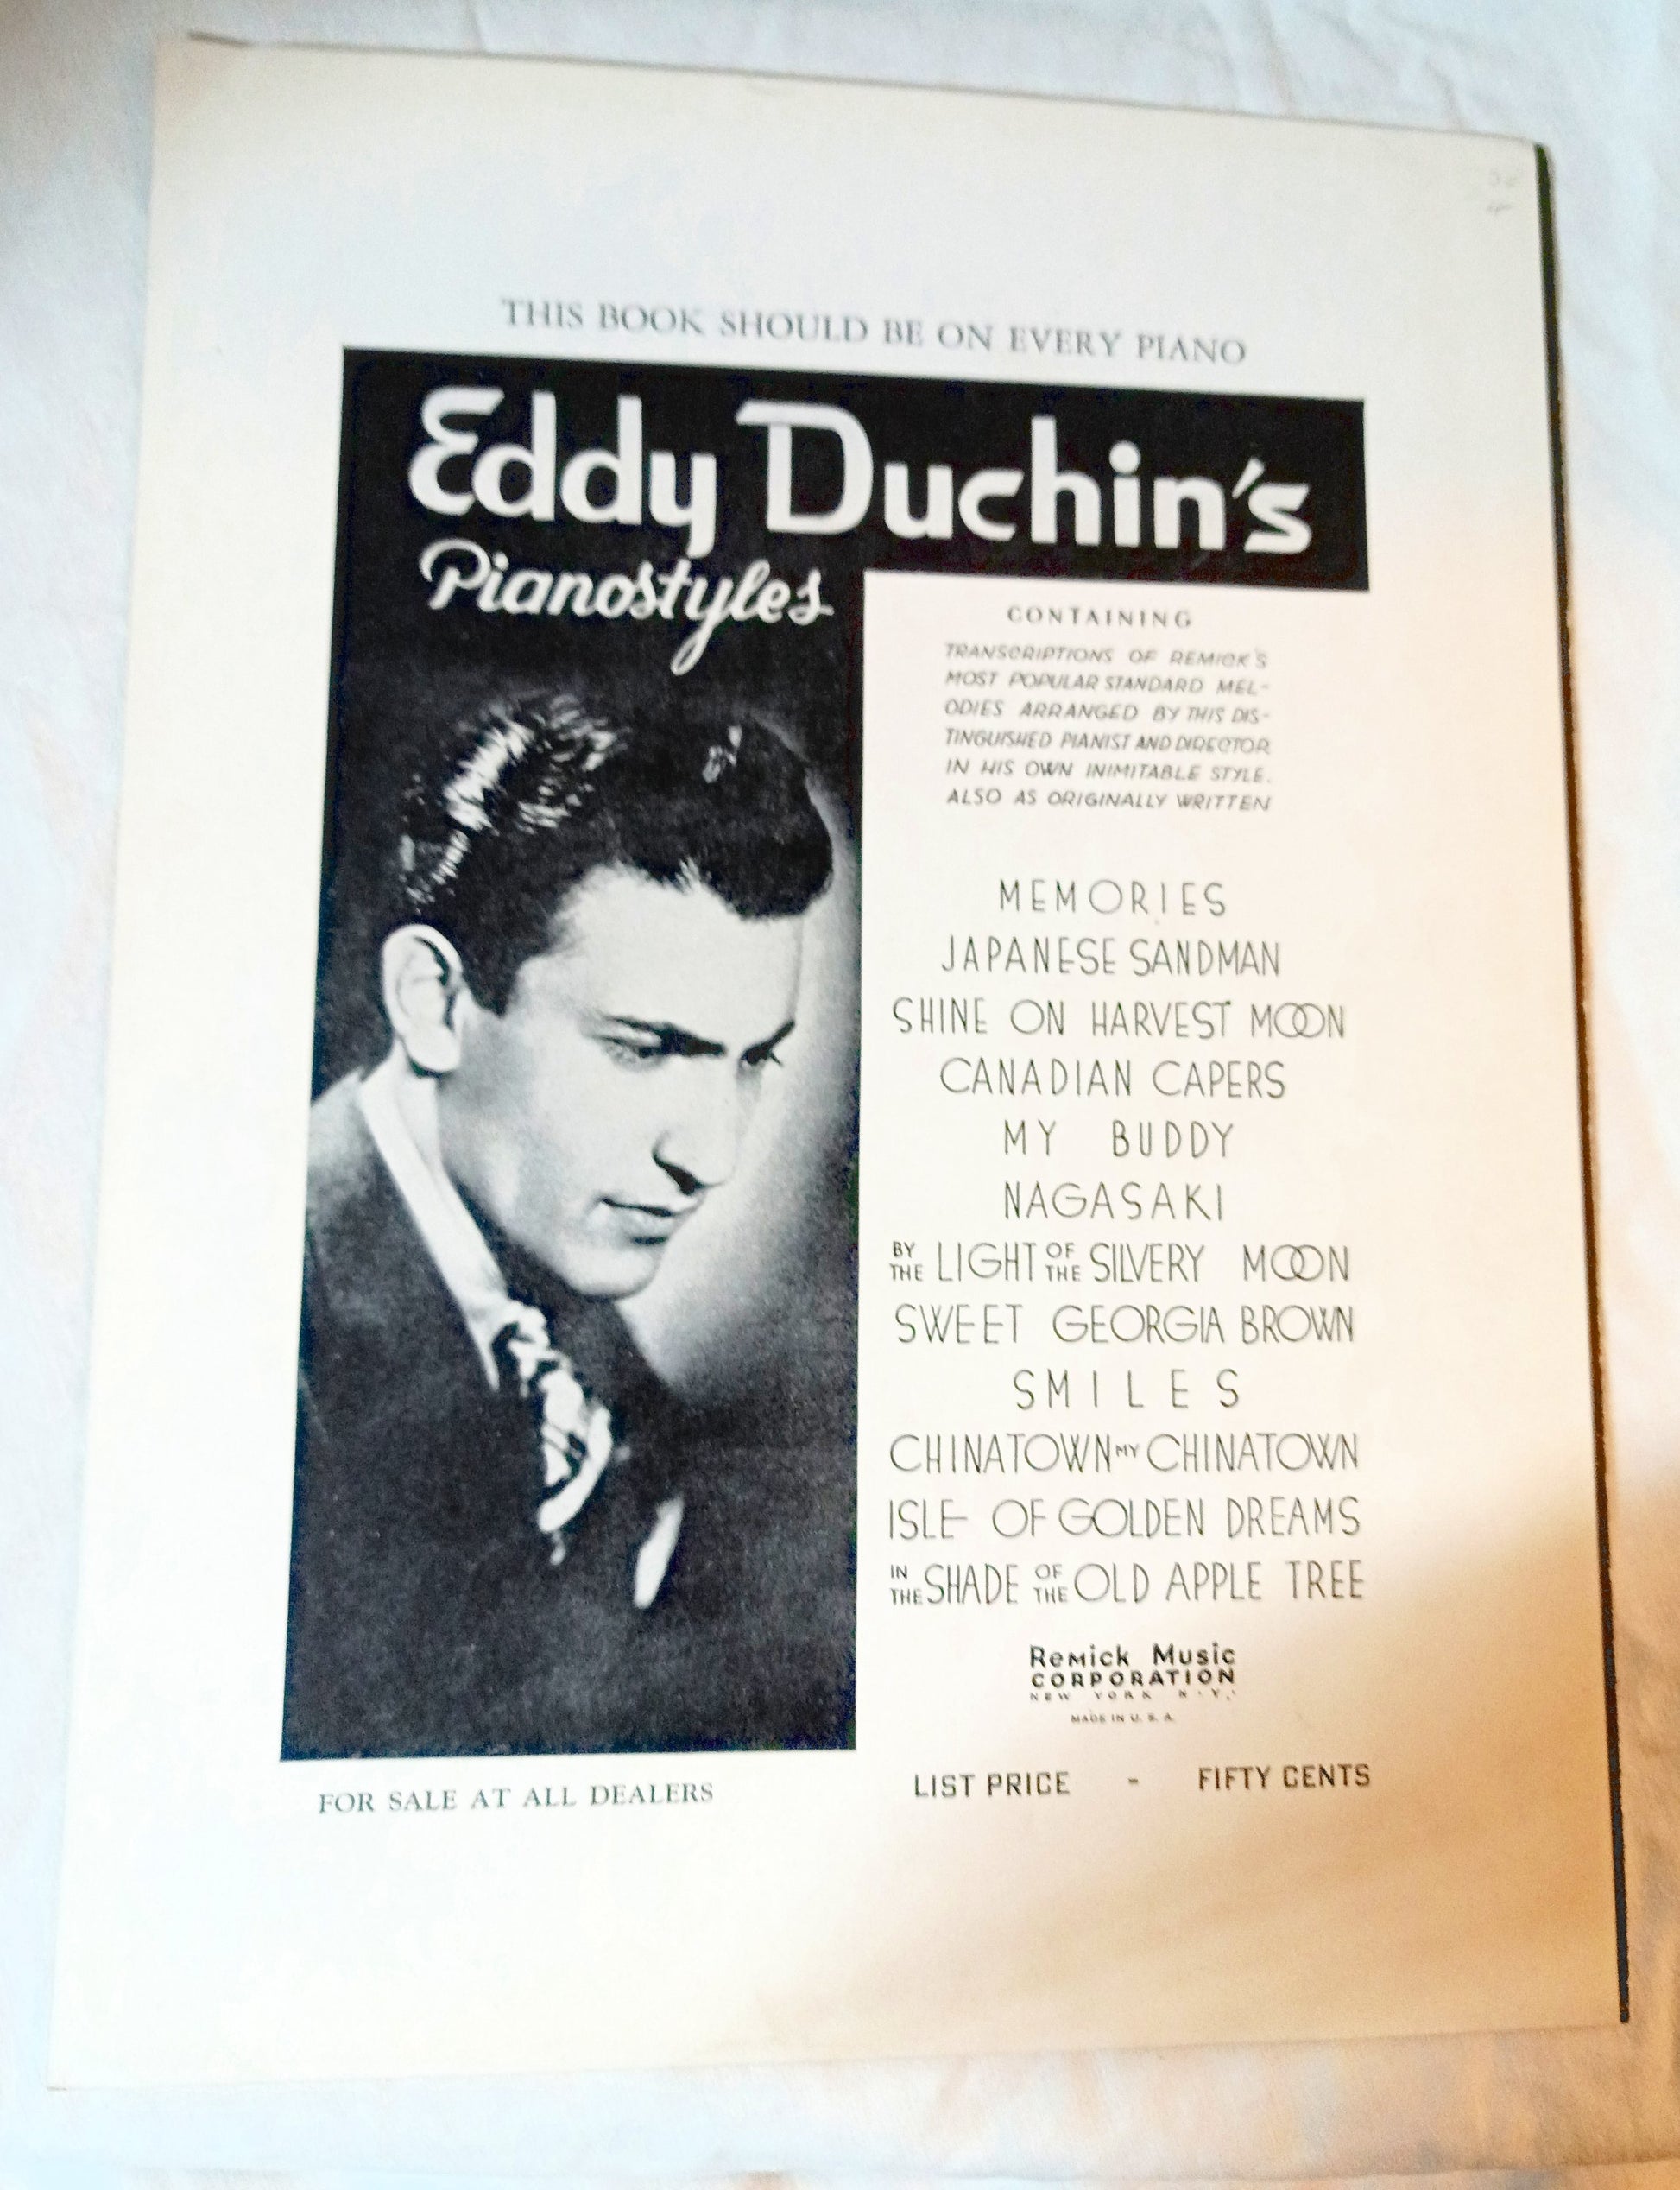 THIS BOOK SHOULD BE ON EVERY PIANO
Eddy Duchin's
Pianostyles
CONTAINING
TRANSCRIPTIONS OF REMICK'S
MOST POPULAR STANDARD MEL-
ODIES ARRANGED BY THIS DIS-
TINGUISHED PIANIST AND DIRECTOR
IN HIS OWN INIMITABLE STYLE.
ALSO AS ORIGINALLY WRITTEN
MEMORIES
JAPANESE SANDMAN
SHINE ON HARVEST MOON
CANADIAN CAPERS
MY BUDDY
NAGASAKI
BY THE LIGHT OF THE SILVERY MOON
SWEET GEORGIA BROWN
SMILES
CHINATOWN MY CHINATOWN
ISLE OF GOLDEN DREAMS
IN THE SHADE OF THE OLD APPLE TREE
Remick Music
CORPORATION
NEW YORK N.Y.
MADE IN U.S.A.
FOR SALE AT ALL DEALERS
LIST PRICE - FIFTY CENTS